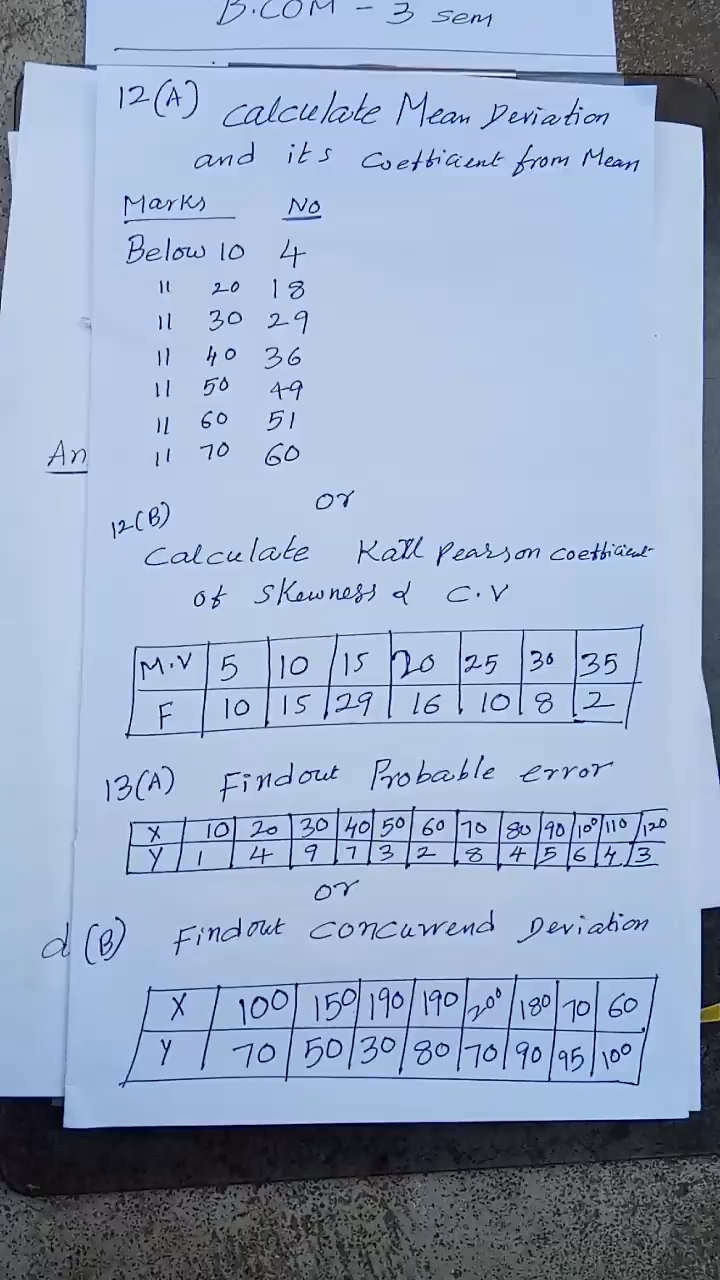 B.COM - 3 sem
12(A) Calculate Mean Deviation
and its Coefficient from Mean
Marks No
Below 10 4
" 20 18
" 30 29
" 40 36
" 50 49
" 60 51
An " 70 60
or
12(B)
Calculate Karl Pearson coefficient
of Skewness & C.V
M.V 5 10 15 20 25 30 35
F 10 15 29 16 10 8 2
13(A) Findout Probable error
X 10 20 30 40 50 60 70 80 90 100 110 120
Y 1 4 9 7 3 2 8 4 5 6 4 3
or
(B) Findout Concurrend Deviation
X 100 150 190 190 200 180 70 60
Y 70 50 30 80 70 90 95 100